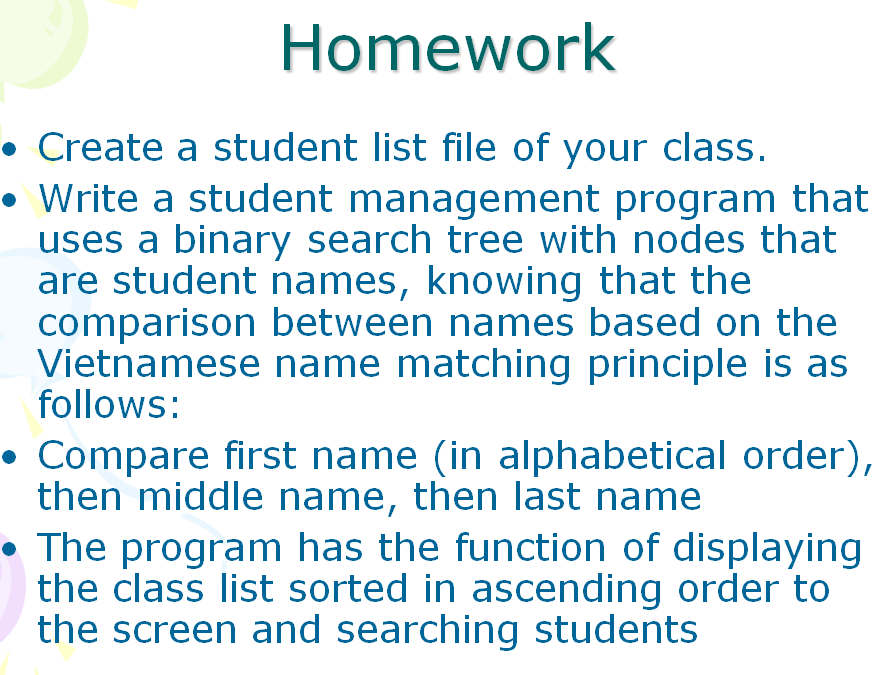 Homework
• Create a student list file of your class.
• Write a student management program that
uses a binary search tree with nodes that
are student names, knowing that the
comparison between names based on the
Vietnamese name matching principle is as
follows:
• Compare first name (in alphabetical order),
then middle name, then last name
• The program has the function of displaying
the class list sorted in ascending order to
the screen and searching students